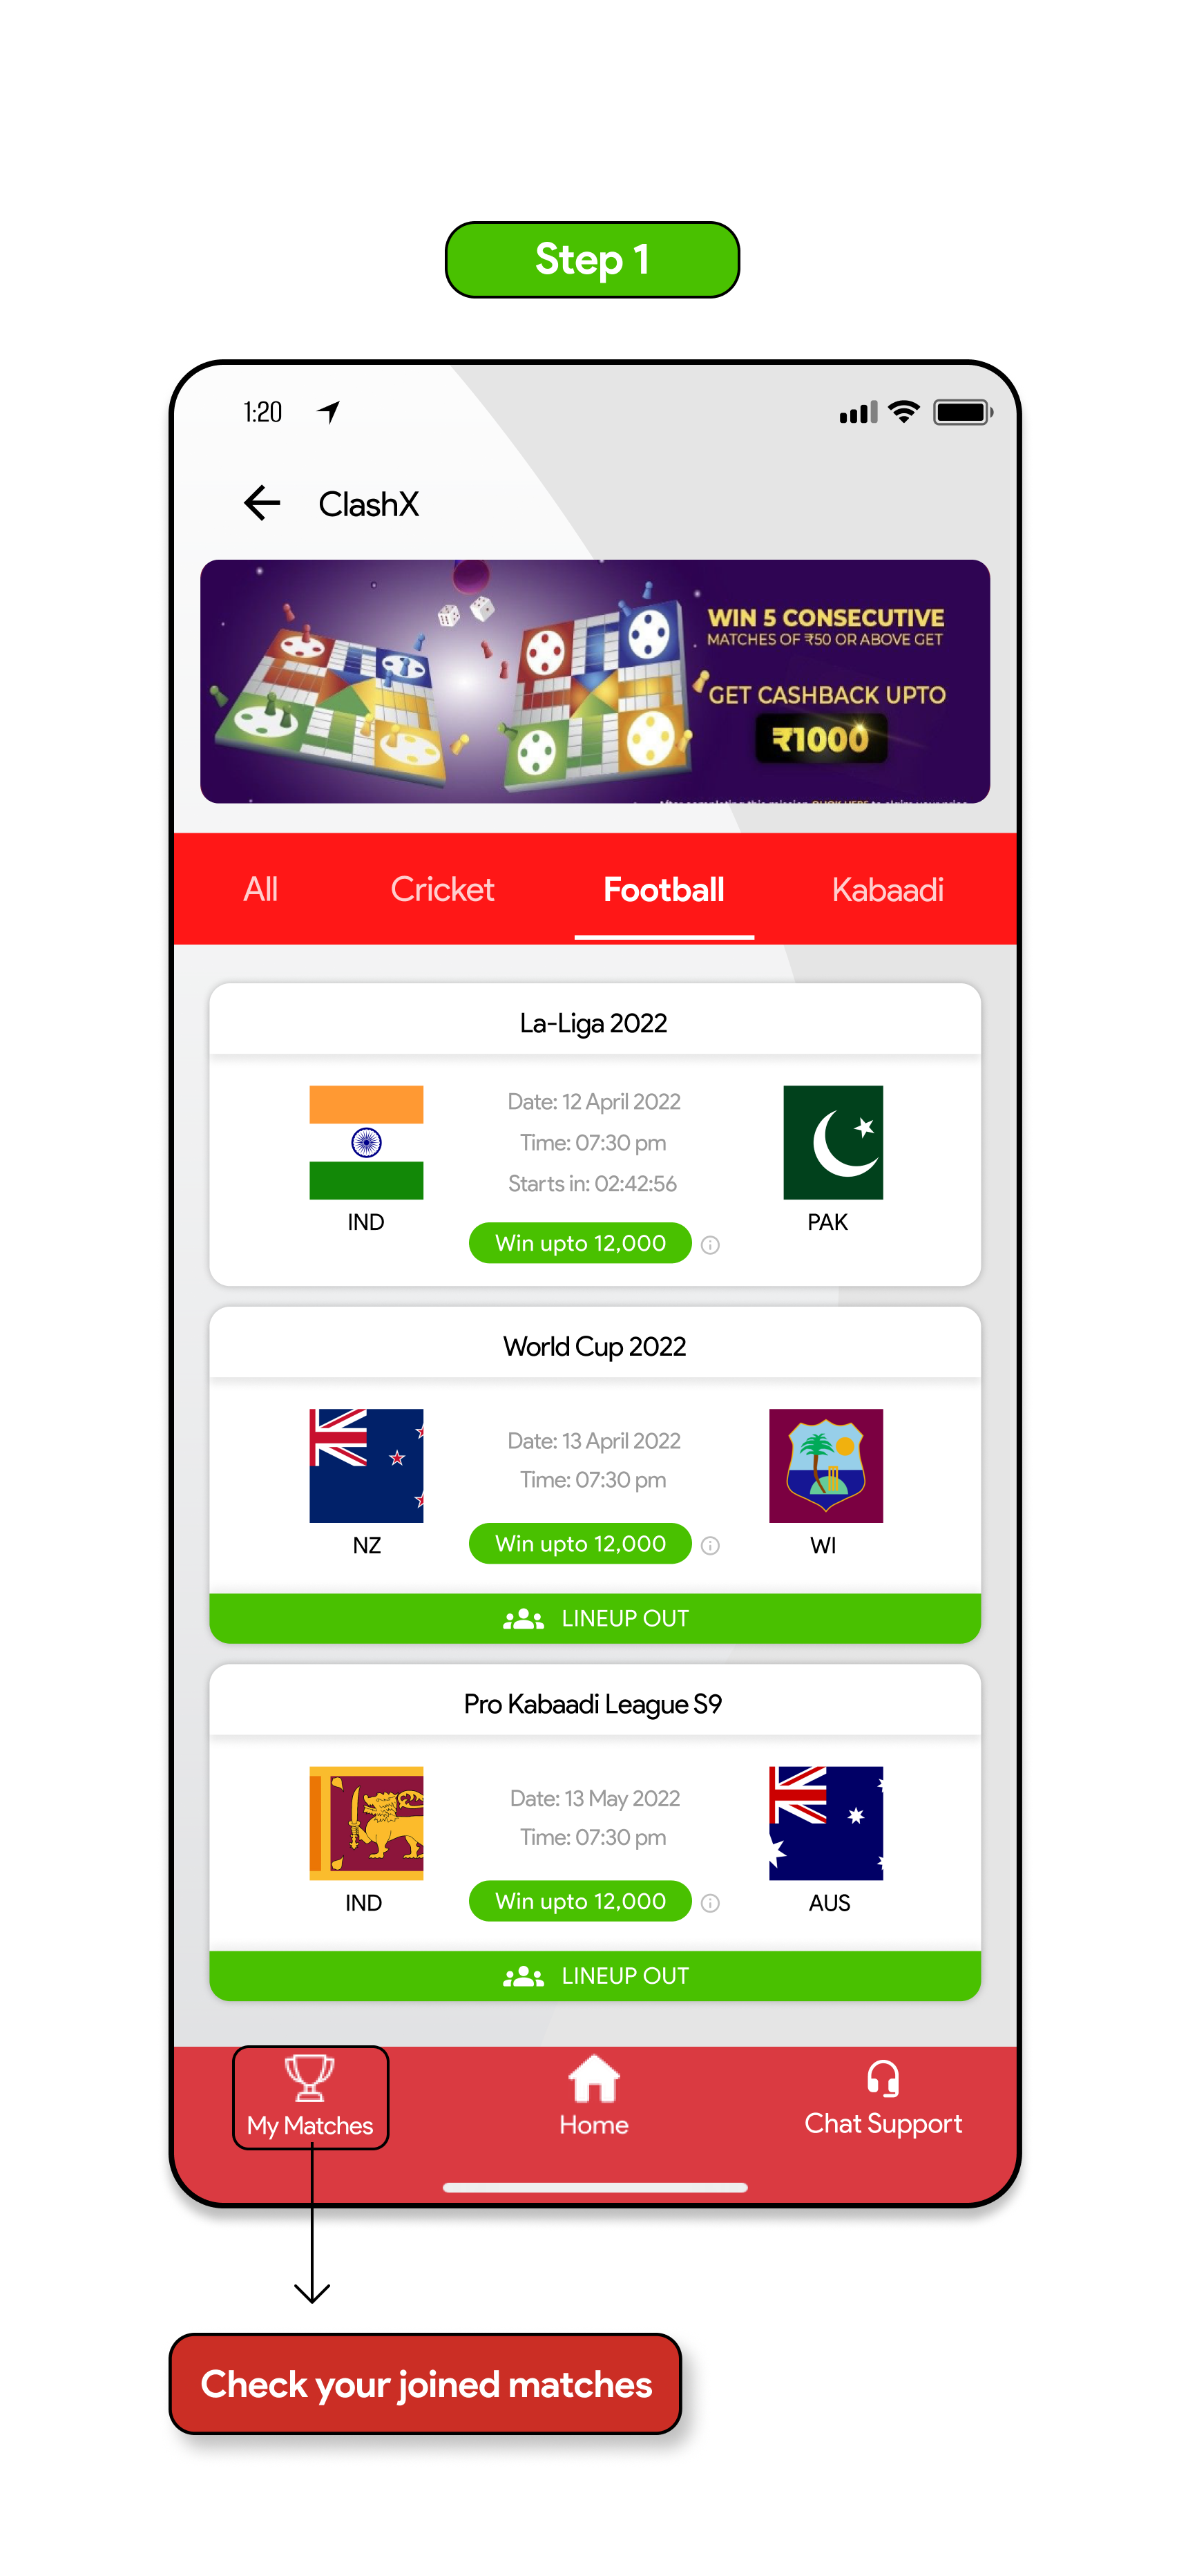 Step 1
1:20
ClashX
WIN 5 CONSECUTIVE
MATCHES OF ₹50 OR ABOVE GET
GET CASHBACK UPTO
₹1000
All Cricket Football Kabaadi
La-Liga 2022
Date: 12 April 2022
Time: 07:30 pm
Starts in: 02:42:56
IND
PAK
Win upto 12,000
World Cup 2022
Date: 13 April 2022
Time: 07:30 pm
NZ
WI
Win upto 12,000
LINEUP OUT
Pro Kabaadi League S9
Date: 13 May 2022
Time: 07:30 pm
IND
AUS
Win upto 12,000
LINEUP OUT
My Matches
Home
Chat Support
Check your joined matches